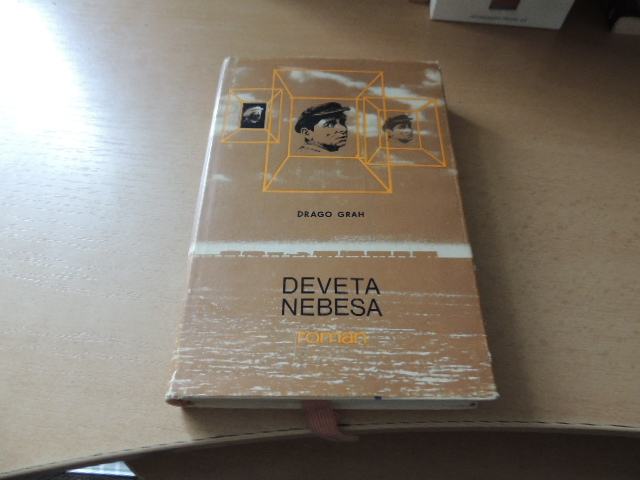 DRAGO GRAH
DEVETA
NEBESA
roman